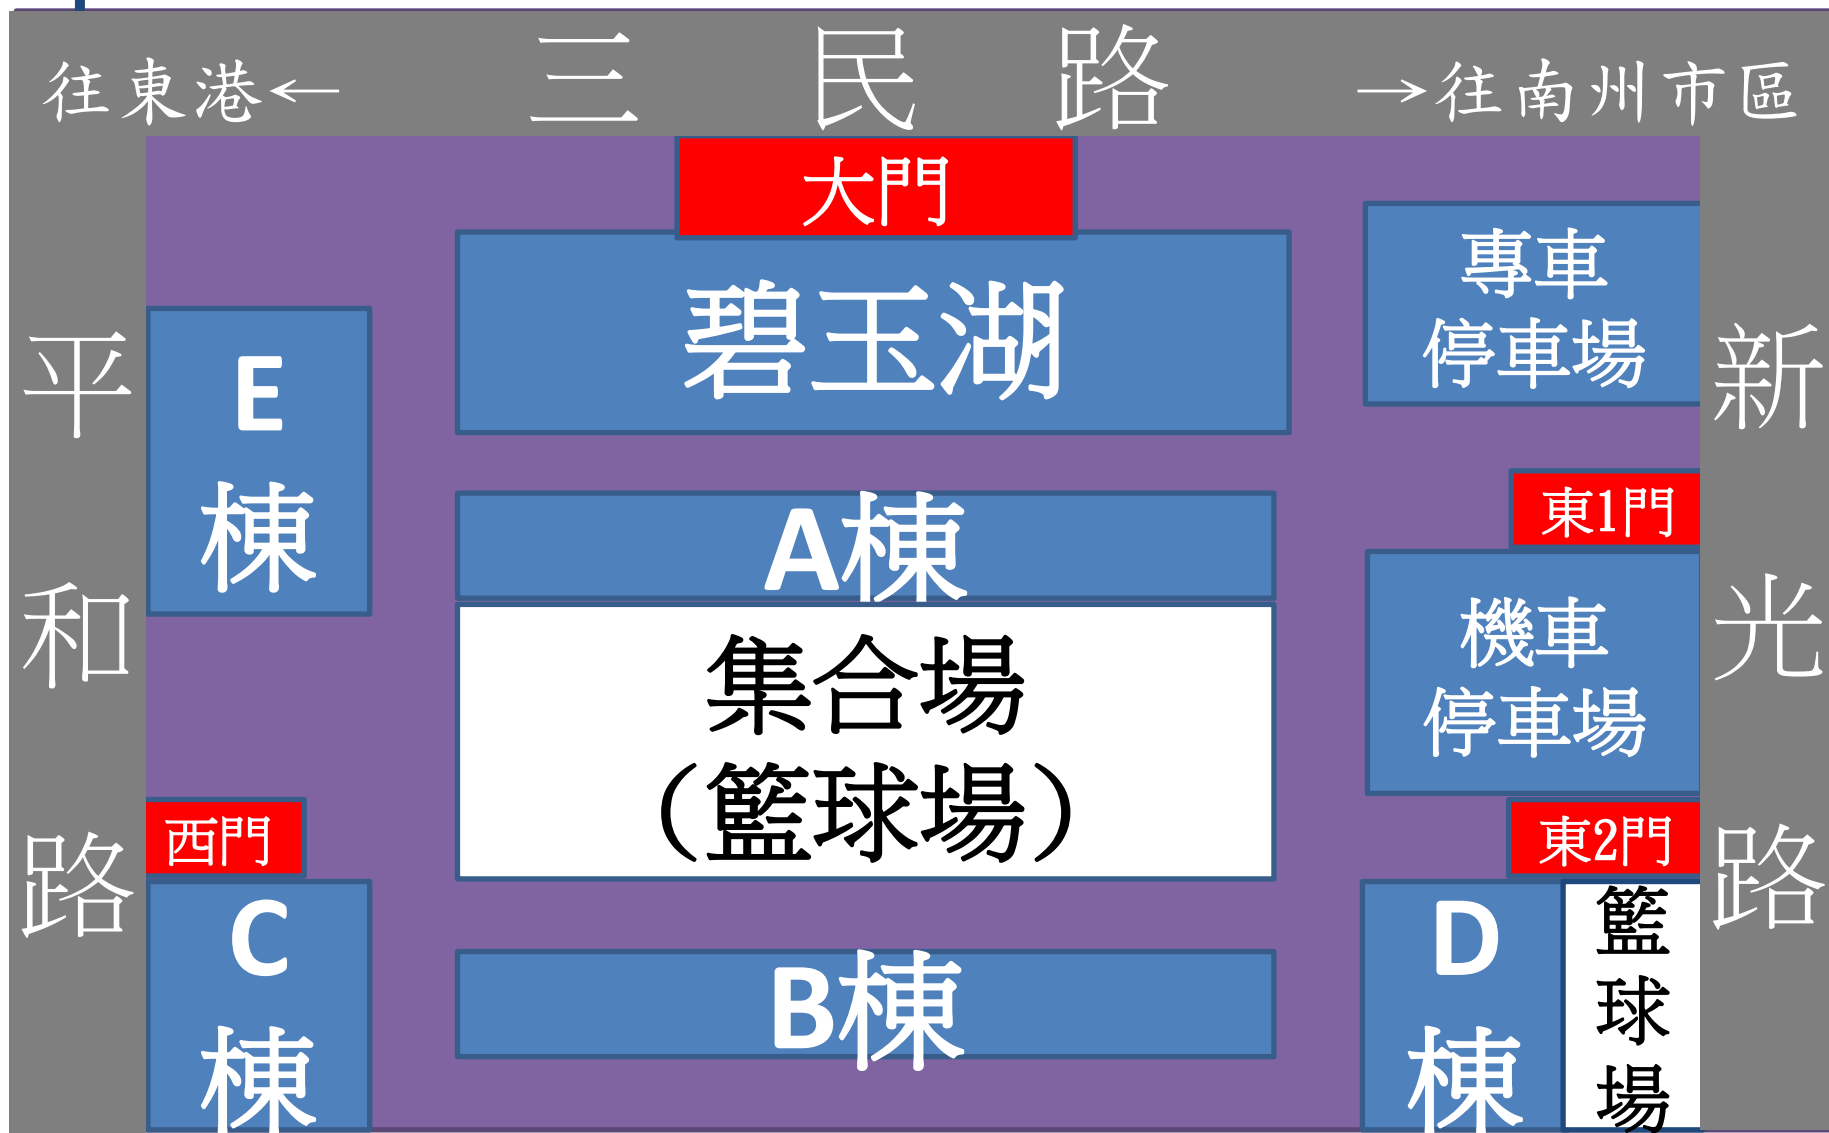 往東港←
三民路
→往南州市區
大門
碧玉湖
專車
停車場
平和路
E
棟
A棟
東1門
新光路
集合場
(籃球場)
機車
停車場
西門
東2門
C
棟
B棟
D
棟
籃
球
場